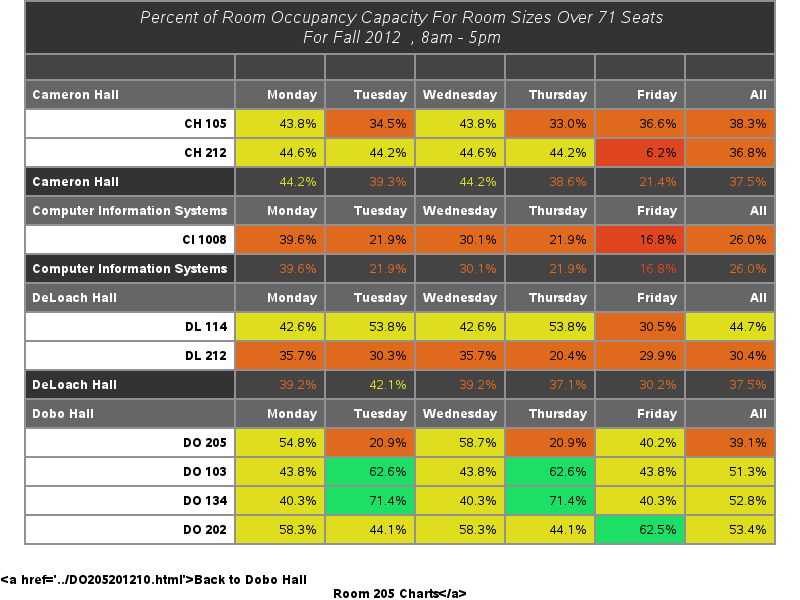 Percent of Room Occupancy Capacity For Room Sizes Over 71 Seats
For Fall 2012 , 8am - 5pm
Cameron Hall Monday Tuesday Wednesday Thursday Friday All
CH 105 43.8% 34.5% 43.8% 33.0% 36.6% 38.3%
CH 212 44.6% 44.2% 44.6% 44.2% 6.2% 36.8%
Cameron Hall 44.2% 39.3% 44.2% 38.6% 21.4% 37.5%
Computer Information Systems Monday Tuesday Wednesday Thursday Friday All
CI 1008 39.6% 21.9% 30.1% 21.9% 16.8% 26.0%
Computer Information Systems 39.6% 21.9% 30.1% 21.9% 16.8% 26.0%
DeLoach Hall Monday Tuesday Wednesday Thursday Friday All
DL 114 42.6% 53.8% 42.6% 53.8% 30.5% 44.7%
DL 212 35.7% 30.3% 35.7% 20.4% 29.9% 30.4%
DeLoach Hall 39.2% 42.1% 39.2% 37.1% 30.2% 37.5%
Dobo Hall Monday Tuesday Wednesday Thursday Friday All
DO 205 54.8% 20.9% 58.7% 20.9% 40.2% 39.1%
DO 103 43.8% 62.6% 43.8% 62.6% 43.8% 51.3%
DO 134 40.3% 71.4% 40.3% 71.4% 40.3% 52.8%
DO 202 58.3% 44.1% 58.3% 44.1% 62.5% 53.4%
<a href='../DO205201210.html'>Back to Dobo Hall
Room 205 Charts</a>